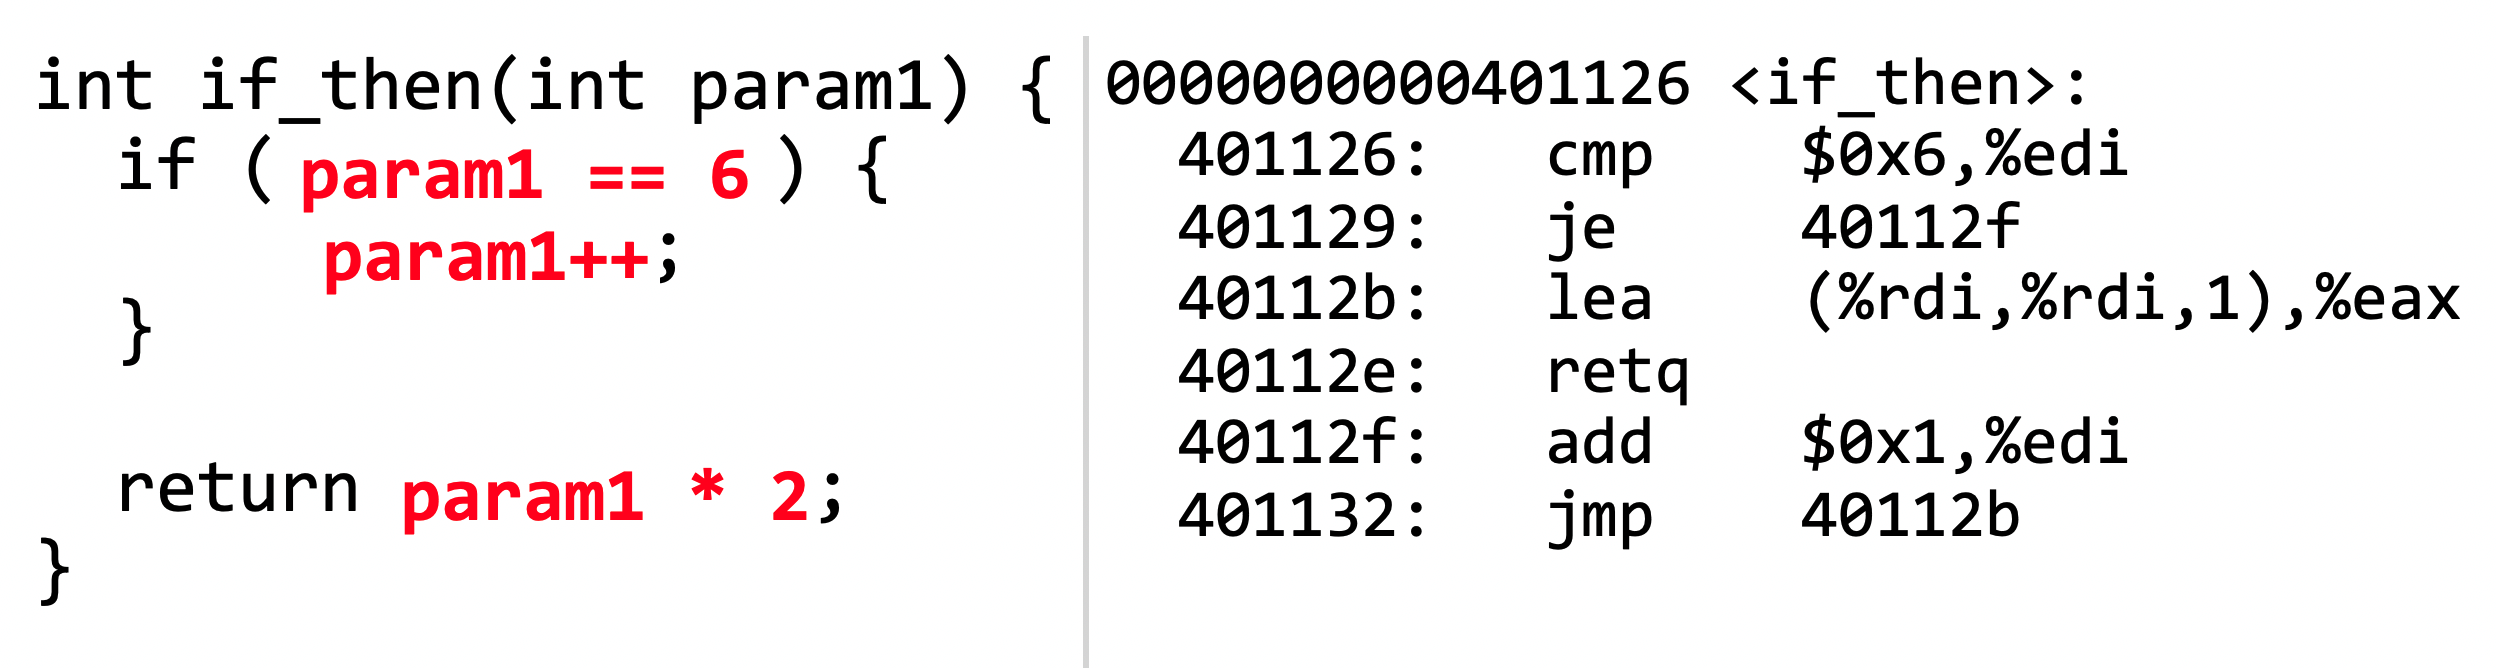 int if_then(int param1) {
  if ( param1 == 6 ) {
       param1++;
  }
  return param1 * 2;
}
0000000000401126 <if_then>:
  401126:   cmp    $0x6,%edi
  401129:   je     40112f
  40112b:   lea    (%rdi,%rdi,1),%eax
  40112e:   retq
  40112f:   add    $0x1,%edi
  401132:   jmp    40112b